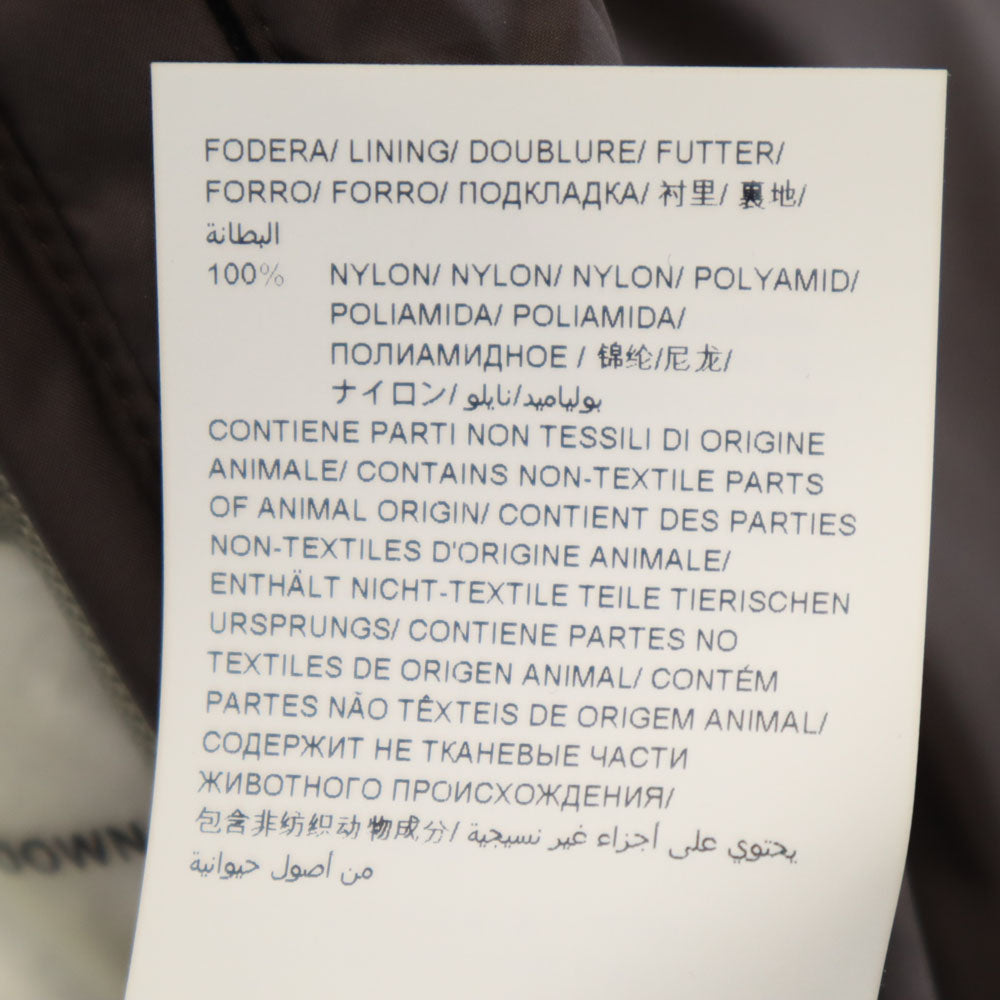 FODERA/ LINING/ DOUBLURE/ FUTTER/
FORRO/ FORRO/ ПОДКЛАДКА/ 衬里/ 裏地/
البطانة
100% NYLON/ NYLON/ NYLON/ POLYAMID/
POLIAMIDA/ POLIAMIDA/
ПОЛИАМИДНОЕ / 锦纶/尼龙/
ナイロン/ بولياميد/نايلو
CONTIENE PARTI NON TESSILI DI ORIGINE
ANIMALE/ CONTAINS NON-TEXTILE PARTS
OF ANIMAL ORIGIN/ CONTIENT DES PARTIES
NON-TEXTILES D'ORIGINE ANIMALE/
ENTHÄLT NICHT-TEXTILE TEILE TIERISCHEN
URSPRUNGS/ CONTIENE PARTES NO
TEXTILES DE ORIGEN ANIMAL/ CONTÉM
PARTES NÃO TÊXTEIS DE ORIGEM ANIMAL/
СОДЕРЖИТ НЕ ТКАНЕВЫЕ ЧАСТИ
ЖИВОТНОГО ПРОИСХОЖДЕНИЯ/
包含非纺织动物成分/ يحتوي على أجزاء غير نسيجية
من أصول حيوانية
DOWN